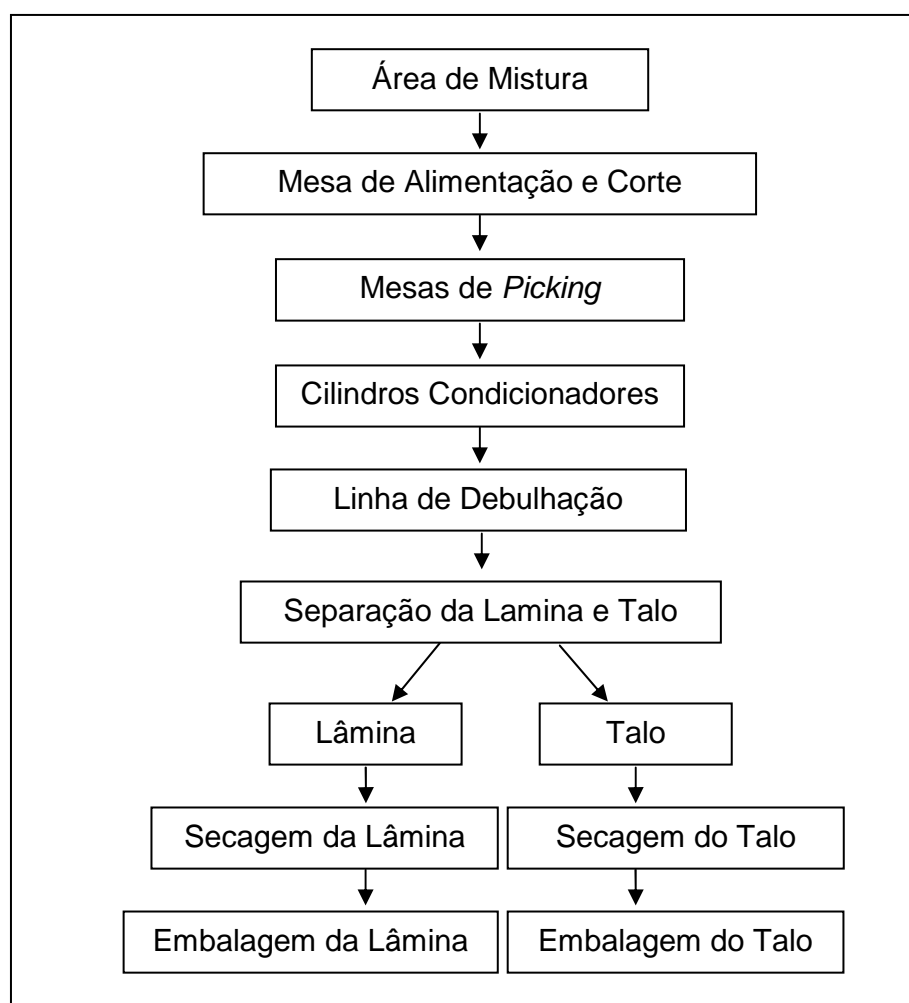 Área de Mistura
Mesa de Alimentação e Corte
Mesas de Picking
Cilindros Condicionadores
Linha de Debulhação
Separação da Lamina e Talo
Lâmina
Talo
Secagem da Lâmina
Secagem do Talo
Embalagem da Lâmina
Embalagem do Talo